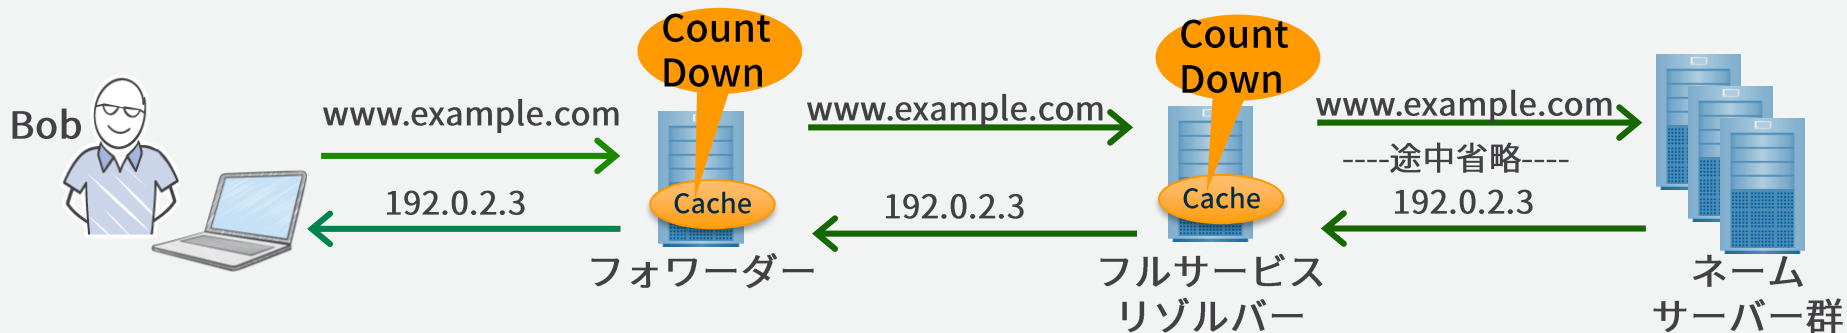 Bob
www.example.com
192.0.2.3
Count
Down
Cache
フォワーダー
www.example.com
192.0.2.3
Count
Down
Cache
フルサービス
リゾルバー
www.example.com
----途中省略----
192.0.2.3
ネーム
サーバー群